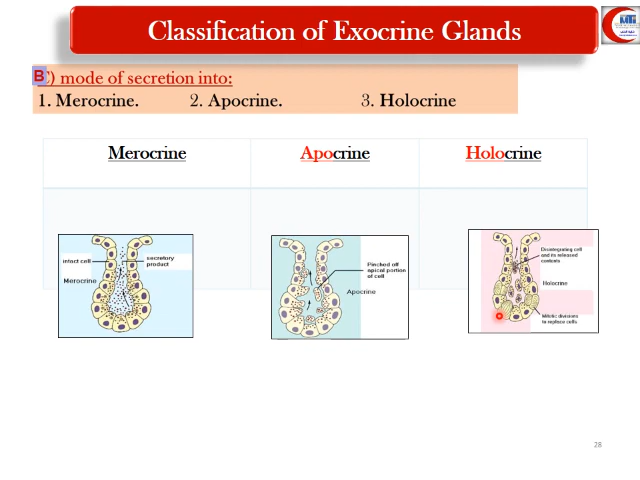 Classification of Exocrine Glands
MTI
B) mode of secretion into:
1. Merocrine. 2. Apocrine. 3. Holocrine
Merocrine Apocrine Holocrine
intact cell
secretory
product
Merocrine
Pinched off
apical portion
of cell
Apocrine
Disintegrating cell
and its released
contents
Holocrine
Mitotic divisions
to replace cells
28